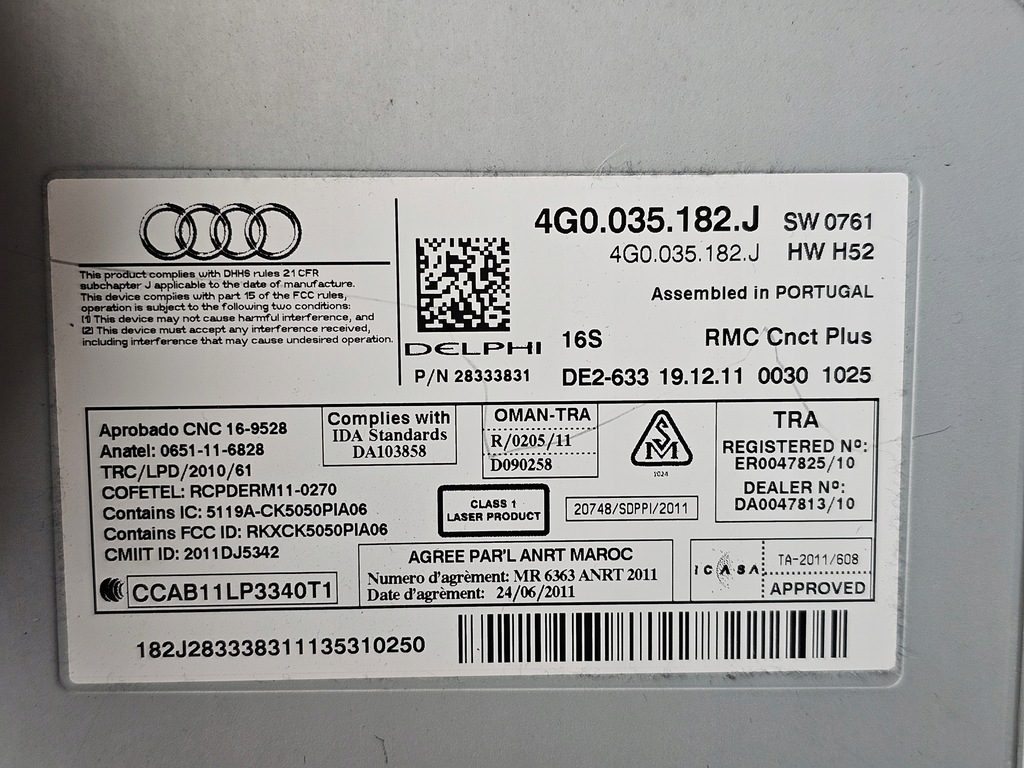 This product complies with DHHS rules 21 CFR
subchapter J applicable to the date of manufacture.
This device complies with part 15 of the FCC rules,
operation is subject to the following two conditions:
(1) This device may not cause harmful interference, and
(2) This device must accept any interference received,
including interference that may cause undesired operation.
DELPHI
P/N 28333831
4G0.035.182.J SW 0761
4G0.035.182.J HW H52
Assembled in PORTUGAL
16S RMC Cnct Plus
DE2-633 19.12.11 0030 1025
Aprobado CNC 16-9528
Anatel: 0651-11-6828
TRC/LPD/2010/61
COFETEL: RCPDERM11-0270
Contains IC: 5119A-CK5050PIA06
Contains FCC ID: RKXCK5050PIA06
CMIIT ID: 2011DJ5342
CCAB11LP3340T1
Complies with
IDA Standards
DA103858
OMAN-TRA
R/0205/11
D090258
SM
1024
TRA
REGISTERED Nº:
ER0047825/10
DEALER Nº:
DA0047813/10
CLASS 1
LASER PRODUCT
20748/SDPPI/2011
AGREE PAR'L ANRT MAROC
Numero d'agrèment: MR 6363 ANRT 2011
Date d'agrèment: 24/06/2011
ICASA
TA-2011/608
APPROVED
182J28333831113531025​0